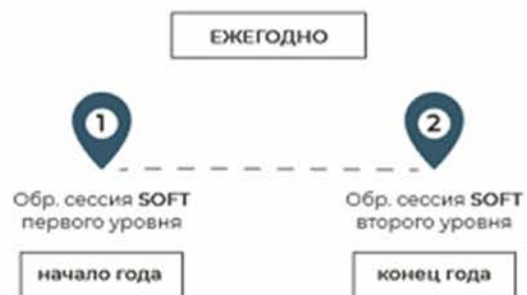 ЕЖЕГОДНО
1
2
Обр. сессия SOFT
первого уровня
Обр. сессия SOFT
второго уровня
начало года
конец года